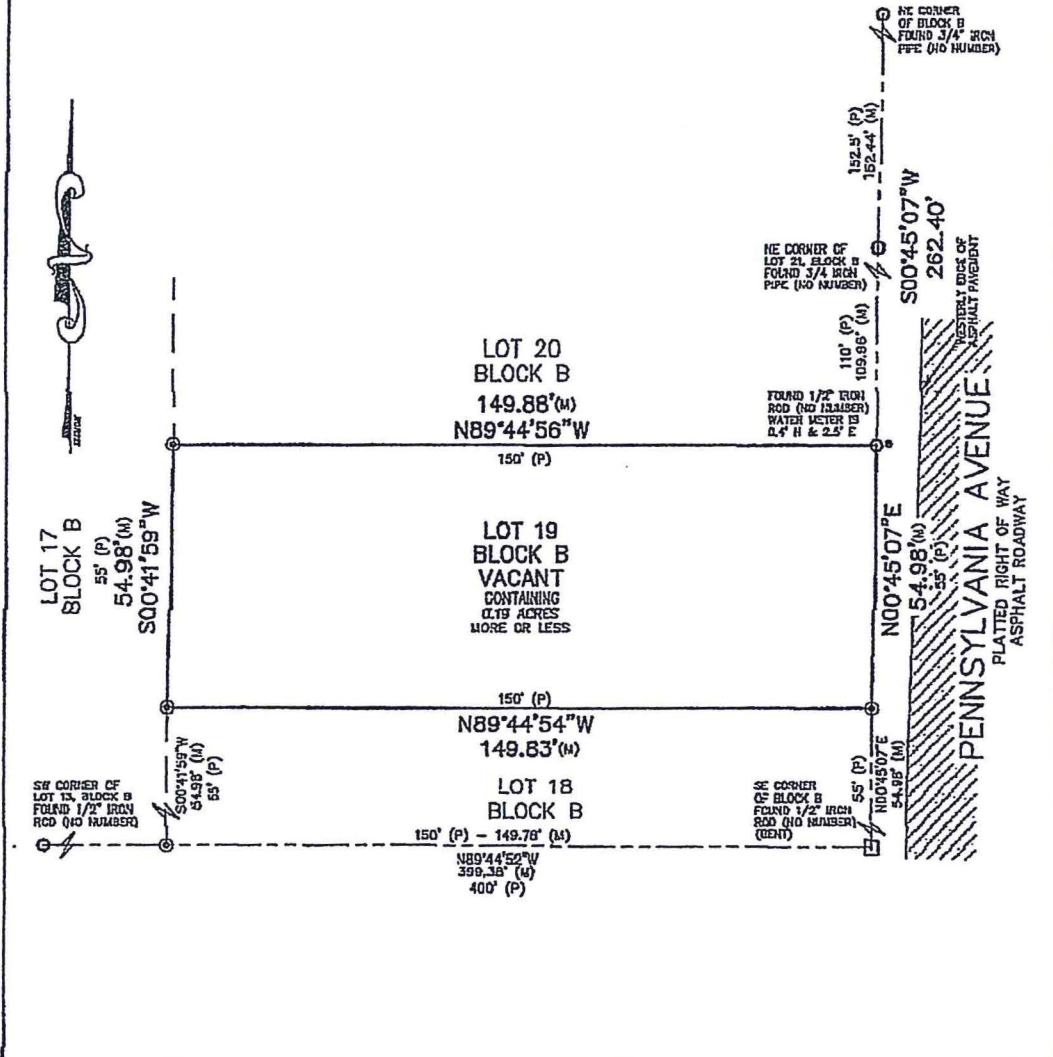 NE CORNER
OF BLOCK B
FOUND 3/4" IRON
PIPE (NO NUMBER)
152.5' (P)
152.44' (M)
S00°45'07"W
262.40'
NE CORNER OF
LOT 21, BLOCK B
FOUND 3/4 IRON
PIPE (NO NUMBER)
WESTERLY EDGE OF
ASPHALT PAVEMENT
110' (P)
109.96' (M)
LOT 20
BLOCK B
149.88'(M)
N89°44'56"W
150' (P)
FOUND 1/2" IRON
ROD (NO NUMBER)
WATER METER IS
0.4' N & 2.5' E
LOT 17
BLOCK B
55' (P)
54.98'(M)
S00°41'59"W
LOT 19
BLOCK B
VACANT
CONTAINING
0.19 ACRES
MORE OR LESS
N00°45'07"E
54.98'(M)
55' (P)
PENNSYLVANIA AVENUE
PLATTED RIGHT OF WAY
ASPHALT ROADWAY
150' (P)
N89°44'54"W
149.83'(M)
S00°41'59"W
54.98' (M)
55' (P)
LOT 18
BLOCK B
55' (P)
N00°45'07"E
54.98' (M)
SW CORNER OF
LOT 13, BLOCK B
FOUND 1/2" IRON
ROD (NO NUMBER)
SE CORNER
OF BLOCK B
FOUND 1/2" IRON
ROD (NO NUMBER)
(BENT)
150' (P) - 149.78' (M)
N89°44'52"W
399.38' (M)
400' (P)